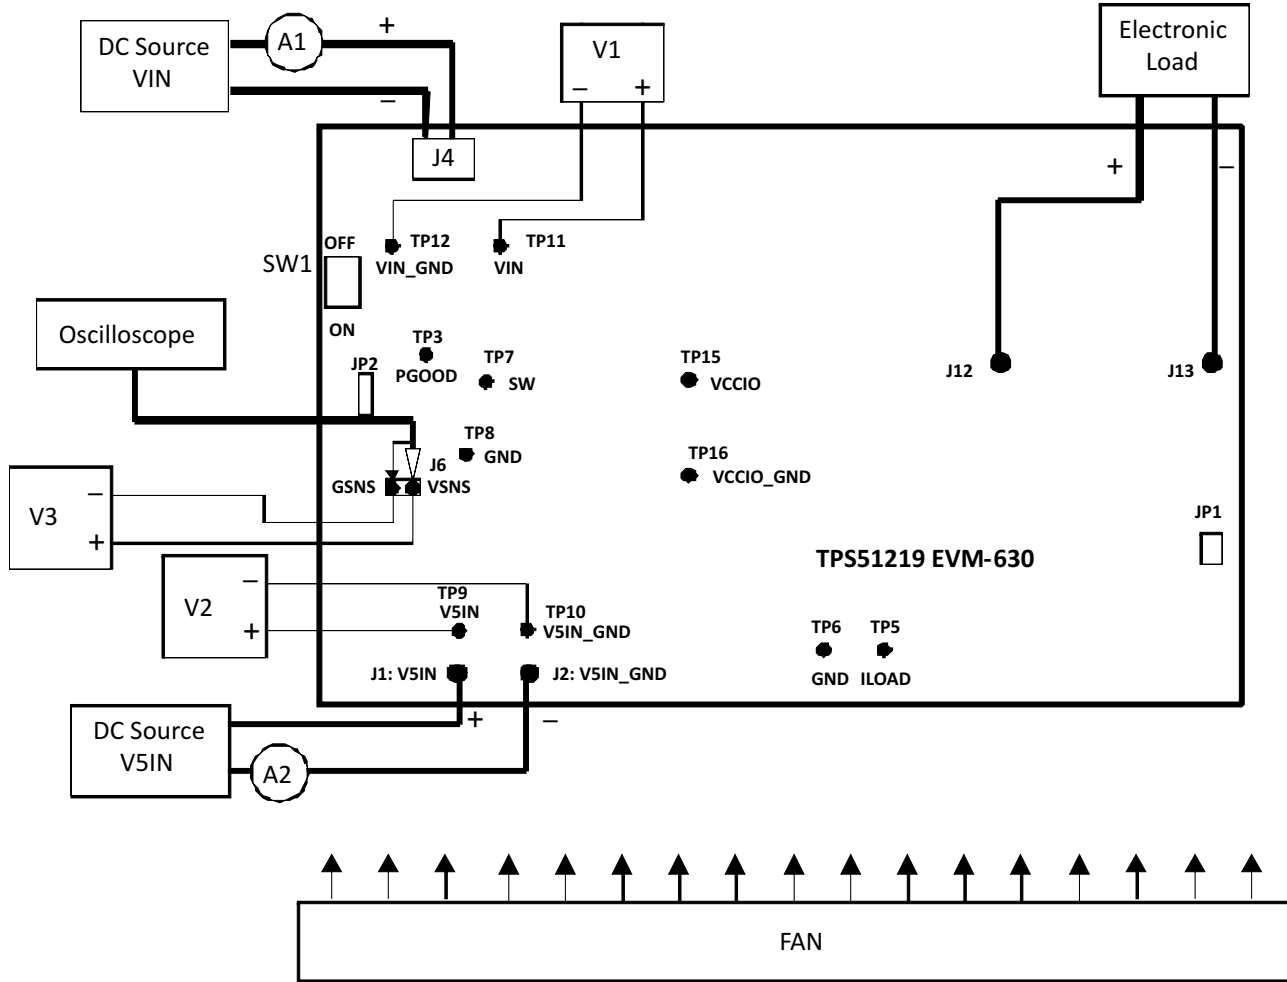 DC Source
VIN
A1
+
–
V1
– +
Electronic
Load
+ –
J4
OFF
SW1
ON
TP12
VIN_GND
TP11
VIN
Oscilloscope
TP3
PGOOD
JP2
TP7
SW
TP15
VCCIO
J12
J13
TP8
GND
J6
GSNS
VSNS
TP16
VCCIO_GND
V3
–
+
JP1
TPS51219 EVM-630
V2
–
+
TP9
V5IN
TP10
V5IN_GND
J1: V5IN
J2: V5IN_GND
TP6
GND
TP5
ILOAD
DC Source
V5IN
+ –
A2
FAN